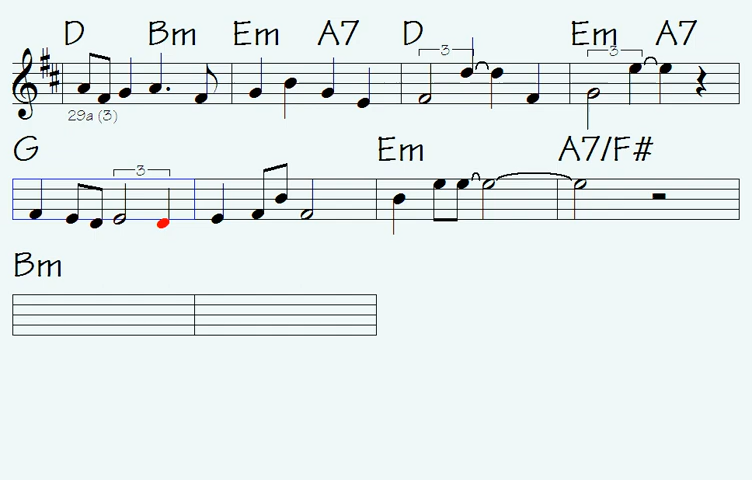 D Bm Em A7 D Em A7
3 3
29a (3)
G Em A7/F#
3
Bm